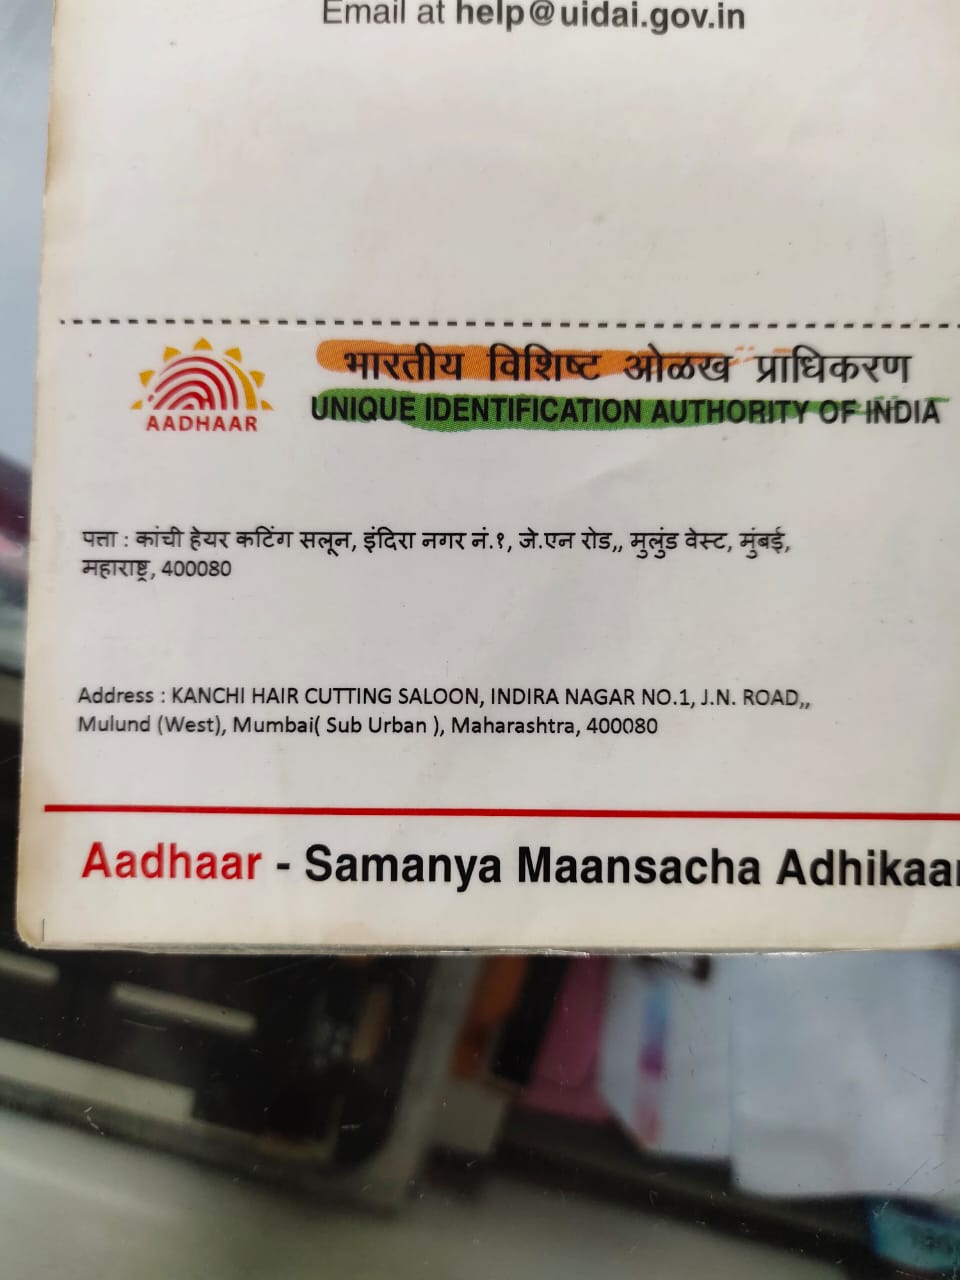 Email at help@uidai.gov.in
AADHAAR
भारतीय विशिष्ट ओळख प्राधिकरण
UNIQUE IDENTIFICATION AUTHORITY OF INDIA
पत्ता : कांची हेयर कटिंग सलून, इंदिरा नगर नं.१, जे.एन रोड,, मुलुंड वेस्ट, मुंबई,
महाराष्ट्र, 400080
Address : KANCHI HAIR CUTTING SALOON, INDIRA NAGAR NO.1, J.N. ROAD,,
Mulund (West), Mumbai( Sub Urban ), Maharashtra, 400080
Aadhaar - Samanya Maansacha Adhikaar